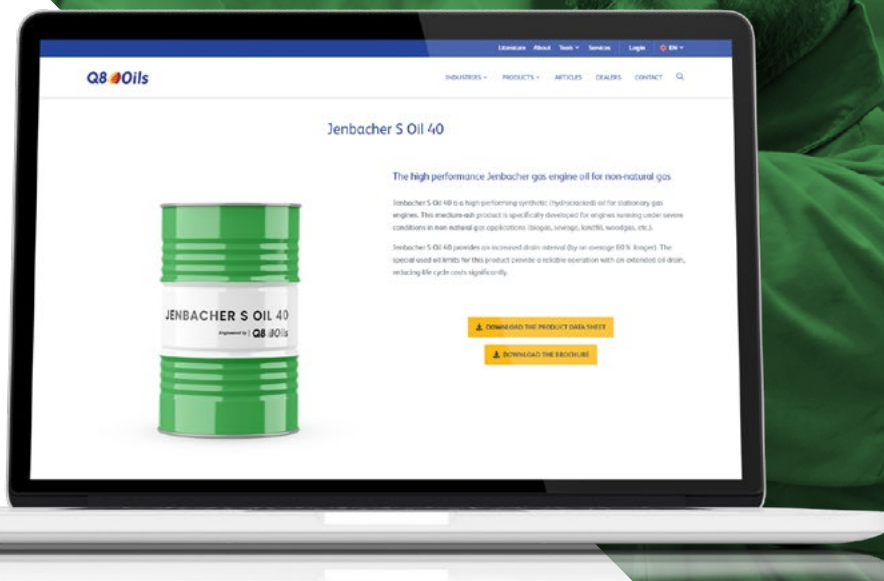 Literature About Tools Services Login EN
Q8 Oils
INDUSTRIES PRODUCTS ARTICLES DEALERS CONTACT
Jenbacher S Oil 40
The high performance Jenbacher gas engine oil for non-natural gas
Jenbacher S Oil 40 is a high performing synthetic (hydrocracked) oil for stationary gas
engines. This medium-ash product is specifically developed for engines running under severe
conditions in non-natural gas applications (biogas, sewage, landfill, woodgas, etc.).
Jenbacher S Oil 40 provides an increased drain interval (by on average 60% longer). The
special used oil limits for this product provide a reliable operation with an extended oil drain,
reducing life cycle costs significantly.
JENBACHER S OIL 40
Engineered by | Q8 Oils
DOWNLOAD THE PRODUCT DATA SHEET
DOWNLOAD THE BROCHURE